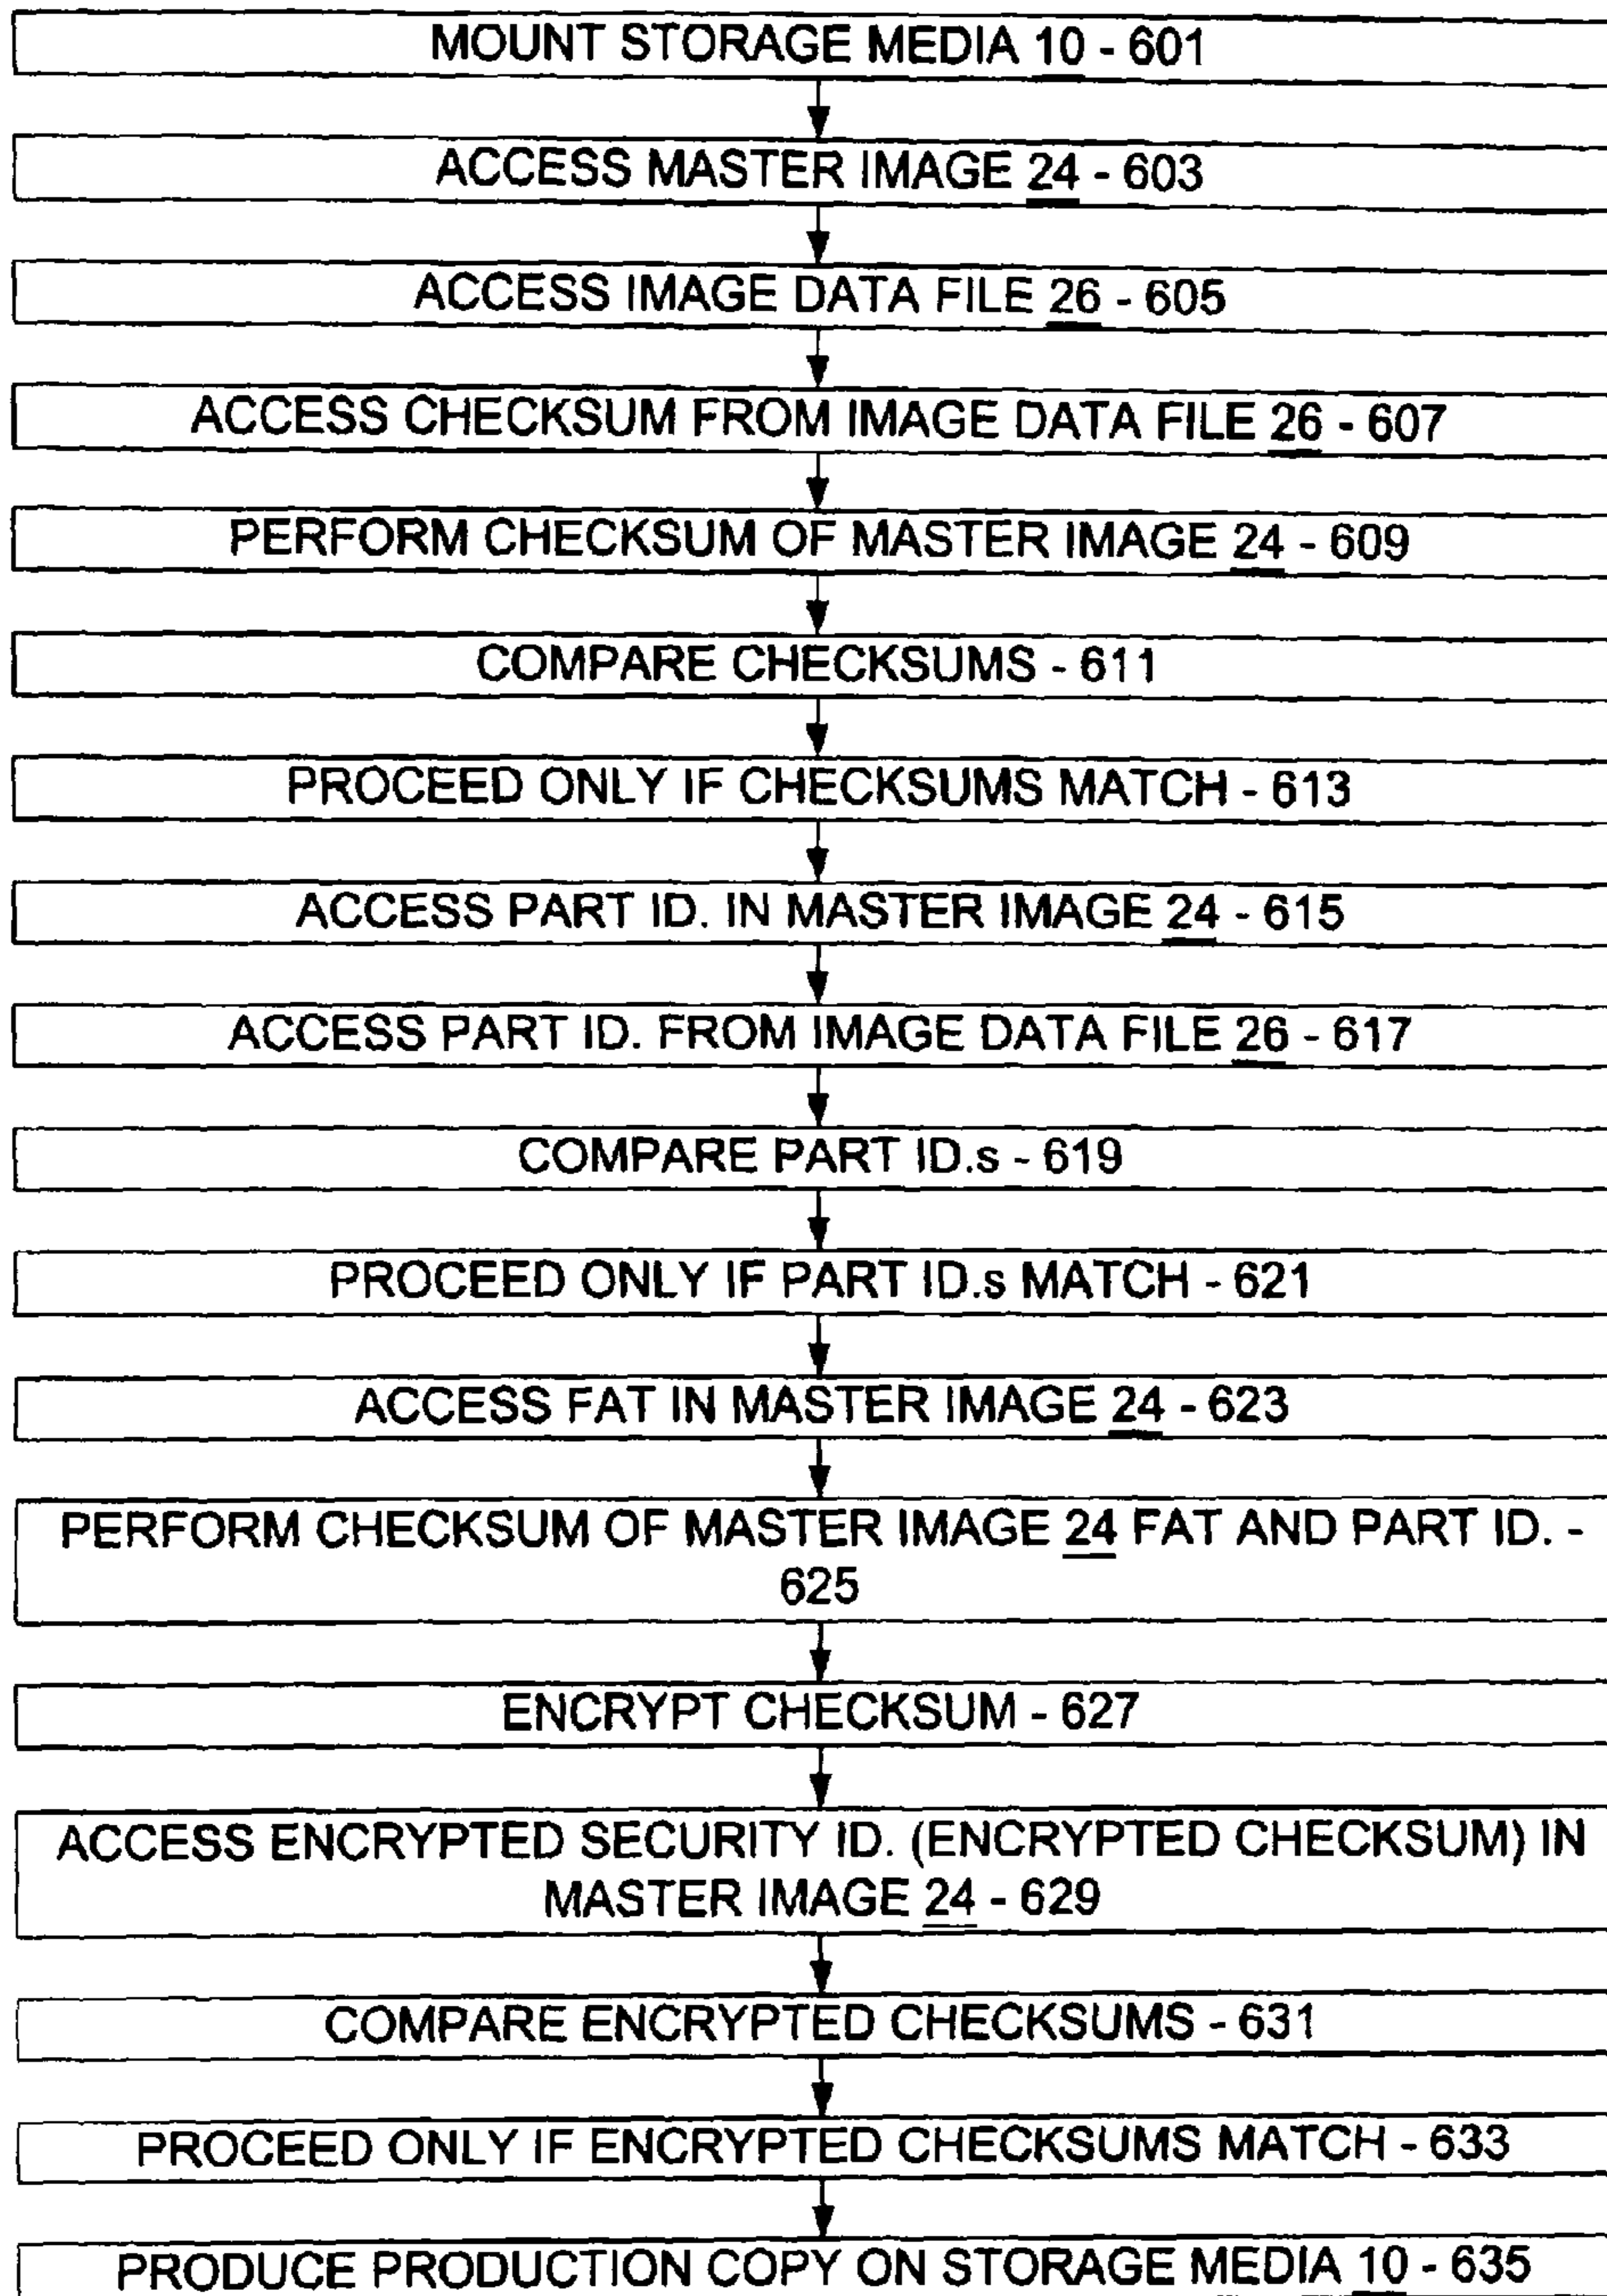 MOUNT STORAGE MEDIA 10 - 601
ACCESS MASTER IMAGE 24 - 603
ACCESS IMAGE DATA FILE 26 - 605
ACCESS CHECKSUM FROM IMAGE DATA FILE 26 - 607
PERFORM CHECKSUM OF MASTER IMAGE 24 - 609
COMPARE CHECKSUMS - 611
PROCEED ONLY IF CHECKSUMS MATCH - 613
ACCESS PART ID. IN MASTER IMAGE 24 - 615
ACCESS PART ID. FROM IMAGE DATA FILE 26 - 617
COMPARE PART ID.s - 619
PROCEED ONLY IF PART ID.s MATCH - 621
ACCESS FAT IN MASTER IMAGE 24 - 623
PERFORM CHECKSUM OF MASTER IMAGE 24 FAT AND PART ID. -
625
ENCRYPT CHECKSUM - 627
ACCESS ENCRYPTED SECURITY ID. (ENCRYPTED CHECKSUM) IN
MASTER IMAGE 24 - 629
COMPARE ENCRYPTED CHECKSUMS - 631
PROCEED ONLY IF ENCRYPTED CHECKSUMS MATCH - 633
PRODUCE PRODUCTION COPY ON STORAGE MEDIA 10 - 635